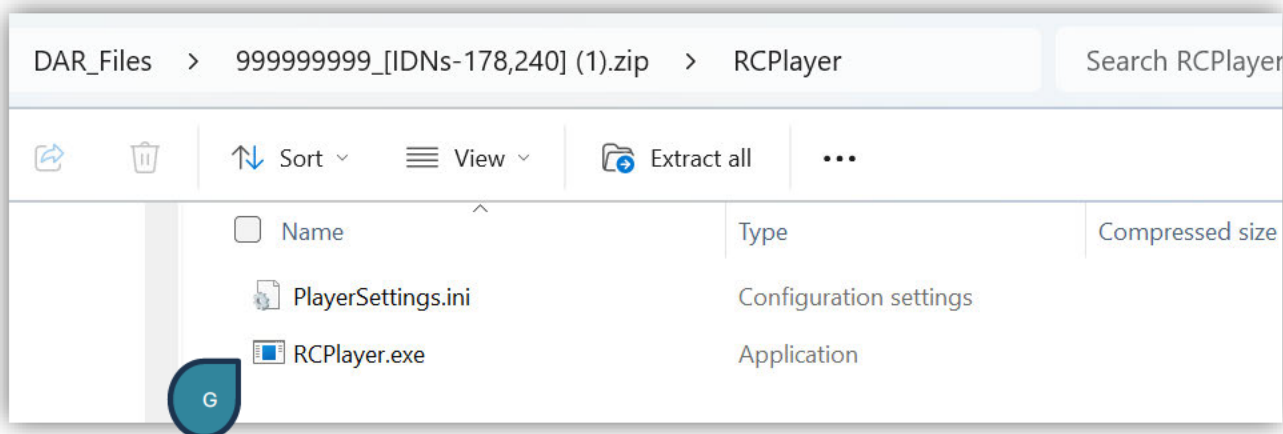 DAR_Files > 999999999_[IDNs-178,240] (1).zip > RCPlayer Search RCPlayer
Sort View Extract all •••
Name Type Compressed size
PlayerSettings.ini Configuration settings
RCPlayer.exe Application
G